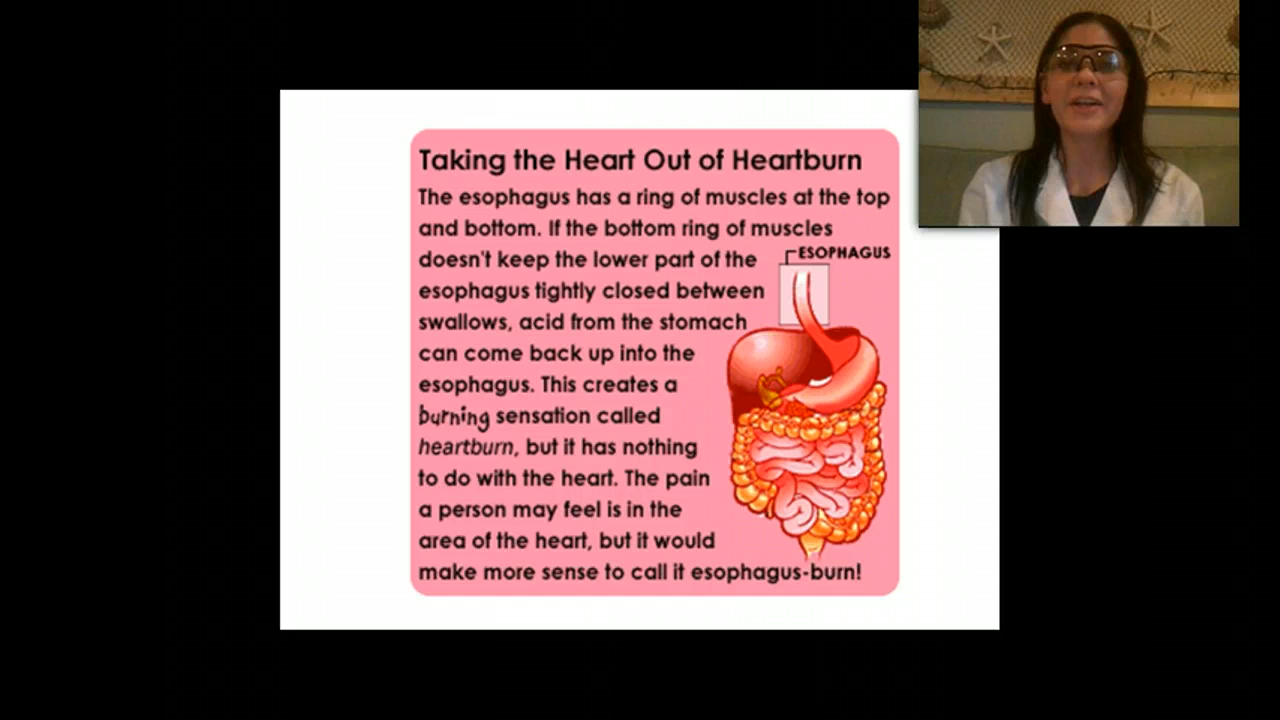 Taking the Heart Out of Heartburn
The esophagus has a ring of muscles at the top
and bottom. If the bottom ring of muscles
doesn't keep the lower part of the
esophagus tightly closed between
swallows, acid from the stomach
can come back up into the
esophagus. This creates a
burning sensation called
heartburn, but it has nothing
to do with the heart. The pain
a person may feel is in the
area of the heart, but it would
make more sense to call it esophagus-burn!
ESOPHAGUS